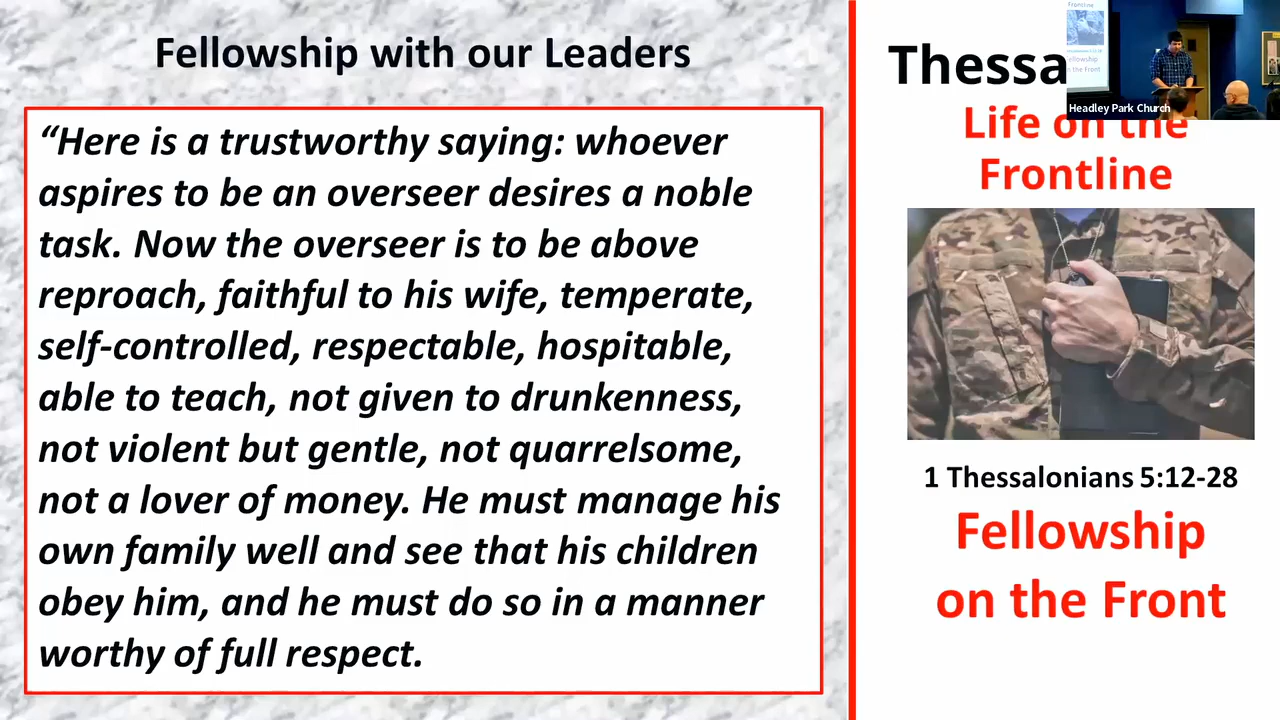 Fellowship with our Leaders
“Here is a trustworthy saying: whoever
aspires to be an overseer desires a noble
task. Now the overseer is to be above
reproach, faithful to his wife, temperate,
self-controlled, respectable, hospitable,
able to teach, not given to drunkenness,
not violent but gentle, not quarrelsome,
not a lover of money. He must manage his
own family well and see that his children
obey him, and he must do so in a manner
worthy of full respect.
Thessa
Headley Park Church
Life on the
Frontline
1 Thessalonians 5:12-28
Fellowship
on the Front